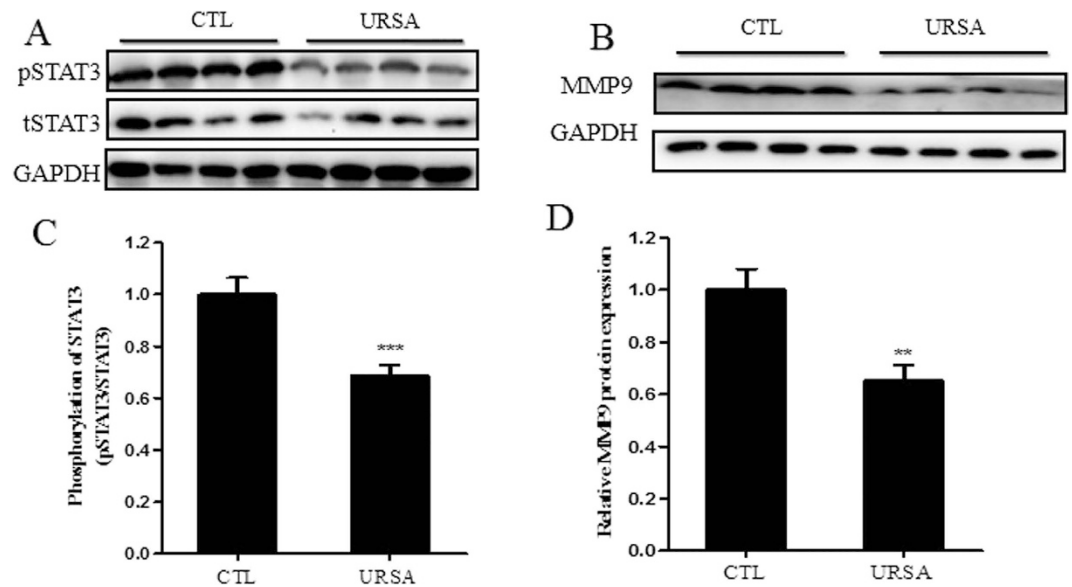 A
CTL
URSA
pSTAT3
tSTAT3
GAPDH
B
CTL
URSA
MMP9
GAPDH
C
Phosphorylation of STAT3
(pSTAT3/STAT3)
1.2
1.0
0.8
0.6
0.4
0.2
0.0
***
CTL
URSA
D
Relative MMP9 protein expression
1.2
1.0
0.8
0.6
0.4
0.2
0.0
**
CTL
URSA